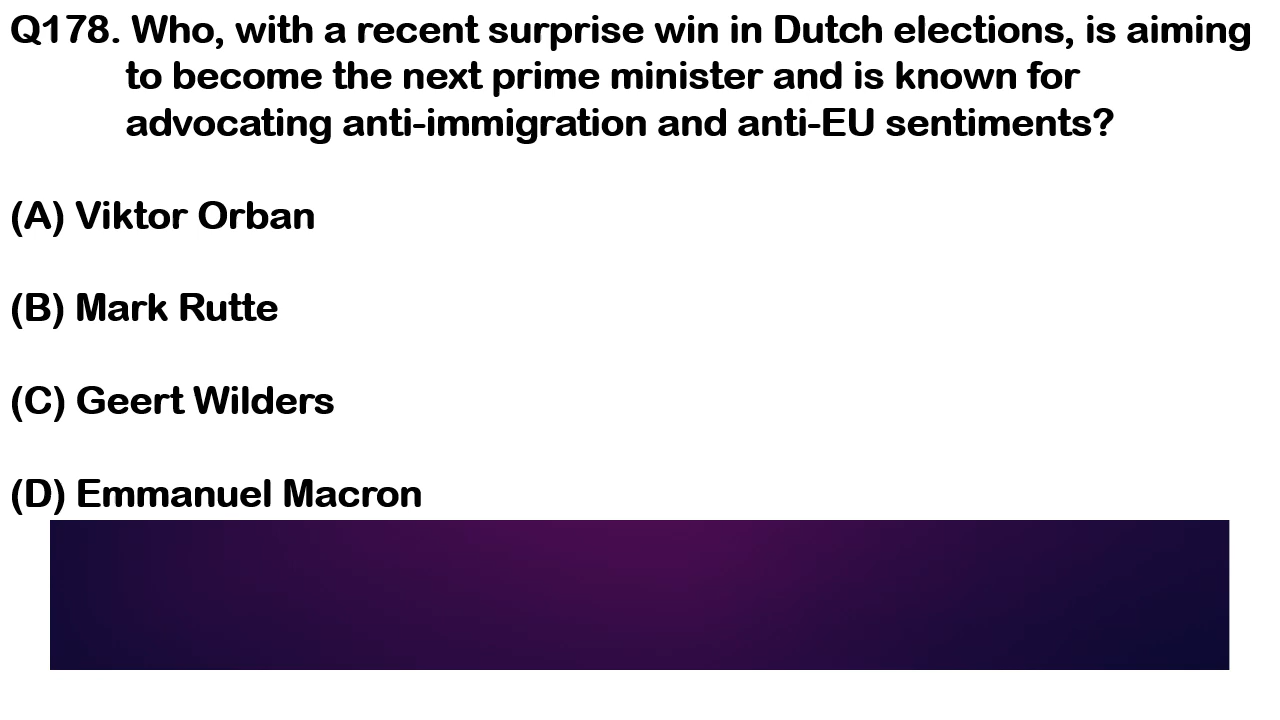 Q178. Who, with a recent surprise win in Dutch elections, is aiming
to become the next prime minister and is known for
advocating anti-immigration and anti-EU sentiments?
(A) Viktor Orban
(B) Mark Rutte
(C) Geert Wilders
(D) Emmanuel Macron